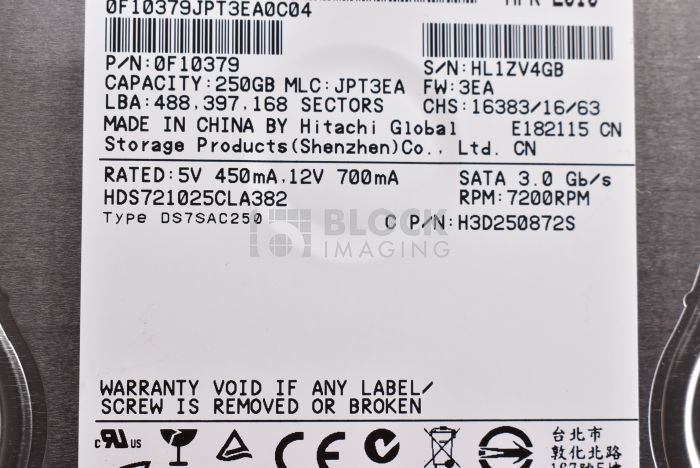 0F10379JPT3EA0C04
P/N:0F10379
S/N:HL1ZV4GB
CAPACITY:250GB MLC:JPT3EA FW:3EA
LBA:488,397,168 SECTORS CHS:16383/16/63
MADE IN CHINA BY Hitachi Global E182115 CN
Storage Products(Shenzhen)Co., Ltd. CN
RATED:5V 450mA,12V 700mA SATA 3.0 Gb/s
HDS721025CLA382 RPM:7200RPM
Type DS7SAC250 C P/N:H3D250872S
BLOCK
IMAGING
WARRANTY VOID IF ANY LABEL/
SCREW IS REMOVED OR BROKEN
c RU US CE
台北市
敦化北路